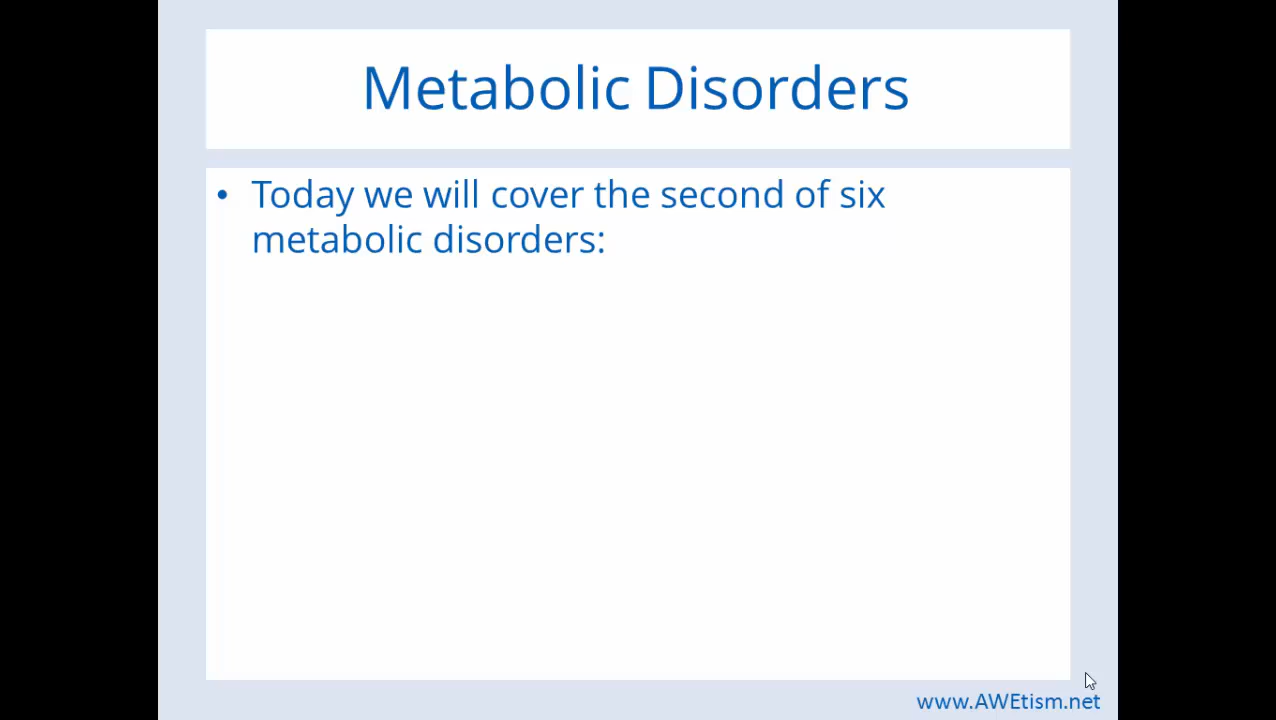 Metabolic Disorders
• Today we will cover the second of six
metabolic disorders:
www.AWEtism.net